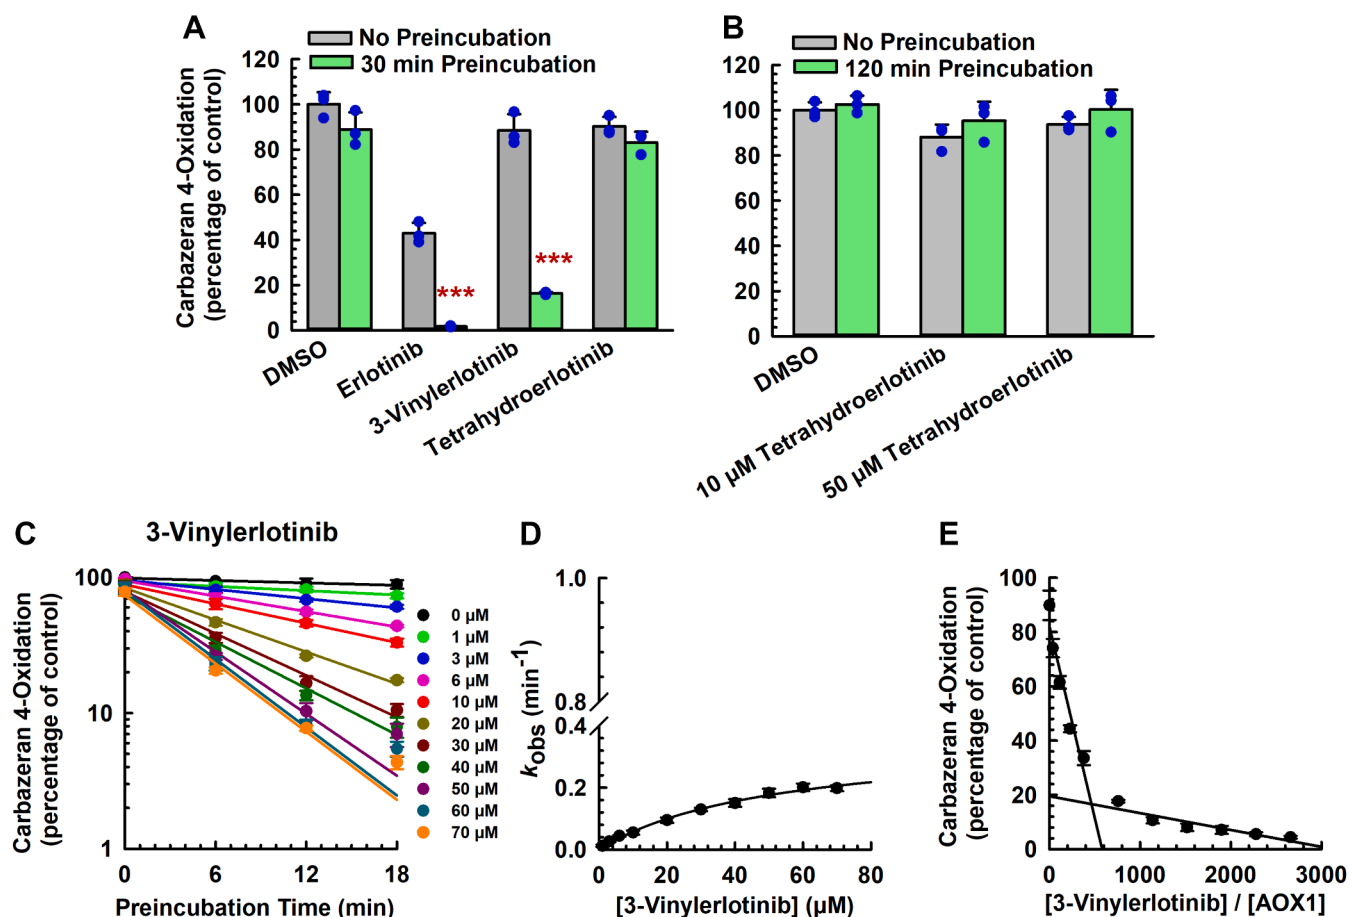 A
No Preincubation
30 min Preincubation
Carbazeran 4-Oxidation
(percentage of control)
120
100
80
60
40
20
0
***
***
DMSO
Erlotinib
3-Vinylerlotinib
Tetrahydroerlotinib
B
No Preincubation
120 min Preincubation
120
100
80
60
40
20
0
DMSO
10 µM Tetrahydroerlotinib
50 µM Tetrahydroerlotinib
C
3-Vinylerlotinib
Carbazeran 4-Oxidation
(percentage of control)
100
10
1
0
6
12
18
Preincubation Time (min)
0 µM
1 µM
3 µM
6 µM
10 µM
20 µM
30 µM
40 µM
50 µM
60 µM
70 µM
D
kobs (min-1)
1.0
0.8
0.4
0.2
0.0
0
20
40
60
80
[3-Vinylerlotinib] (µM)
E
Carbazeran 4-Oxidation
(percentage of control)
100
80
60
40
20
0
0
1000
2000
3000
[3-Vinylerlotinib] / [AOX1]